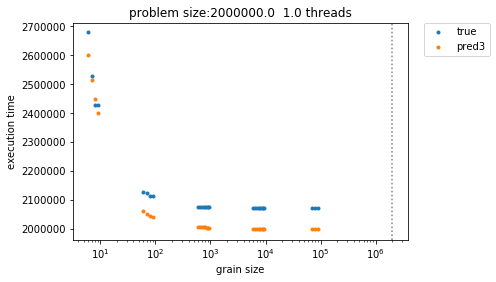 problem size:2000000.0  1.0 threads
2700000
2600000
2500000
2400000
2300000
2200000
2100000
2000000
execution time
10¹
10²
10³
10⁴
10⁵
10⁶
grain size
true
pred3